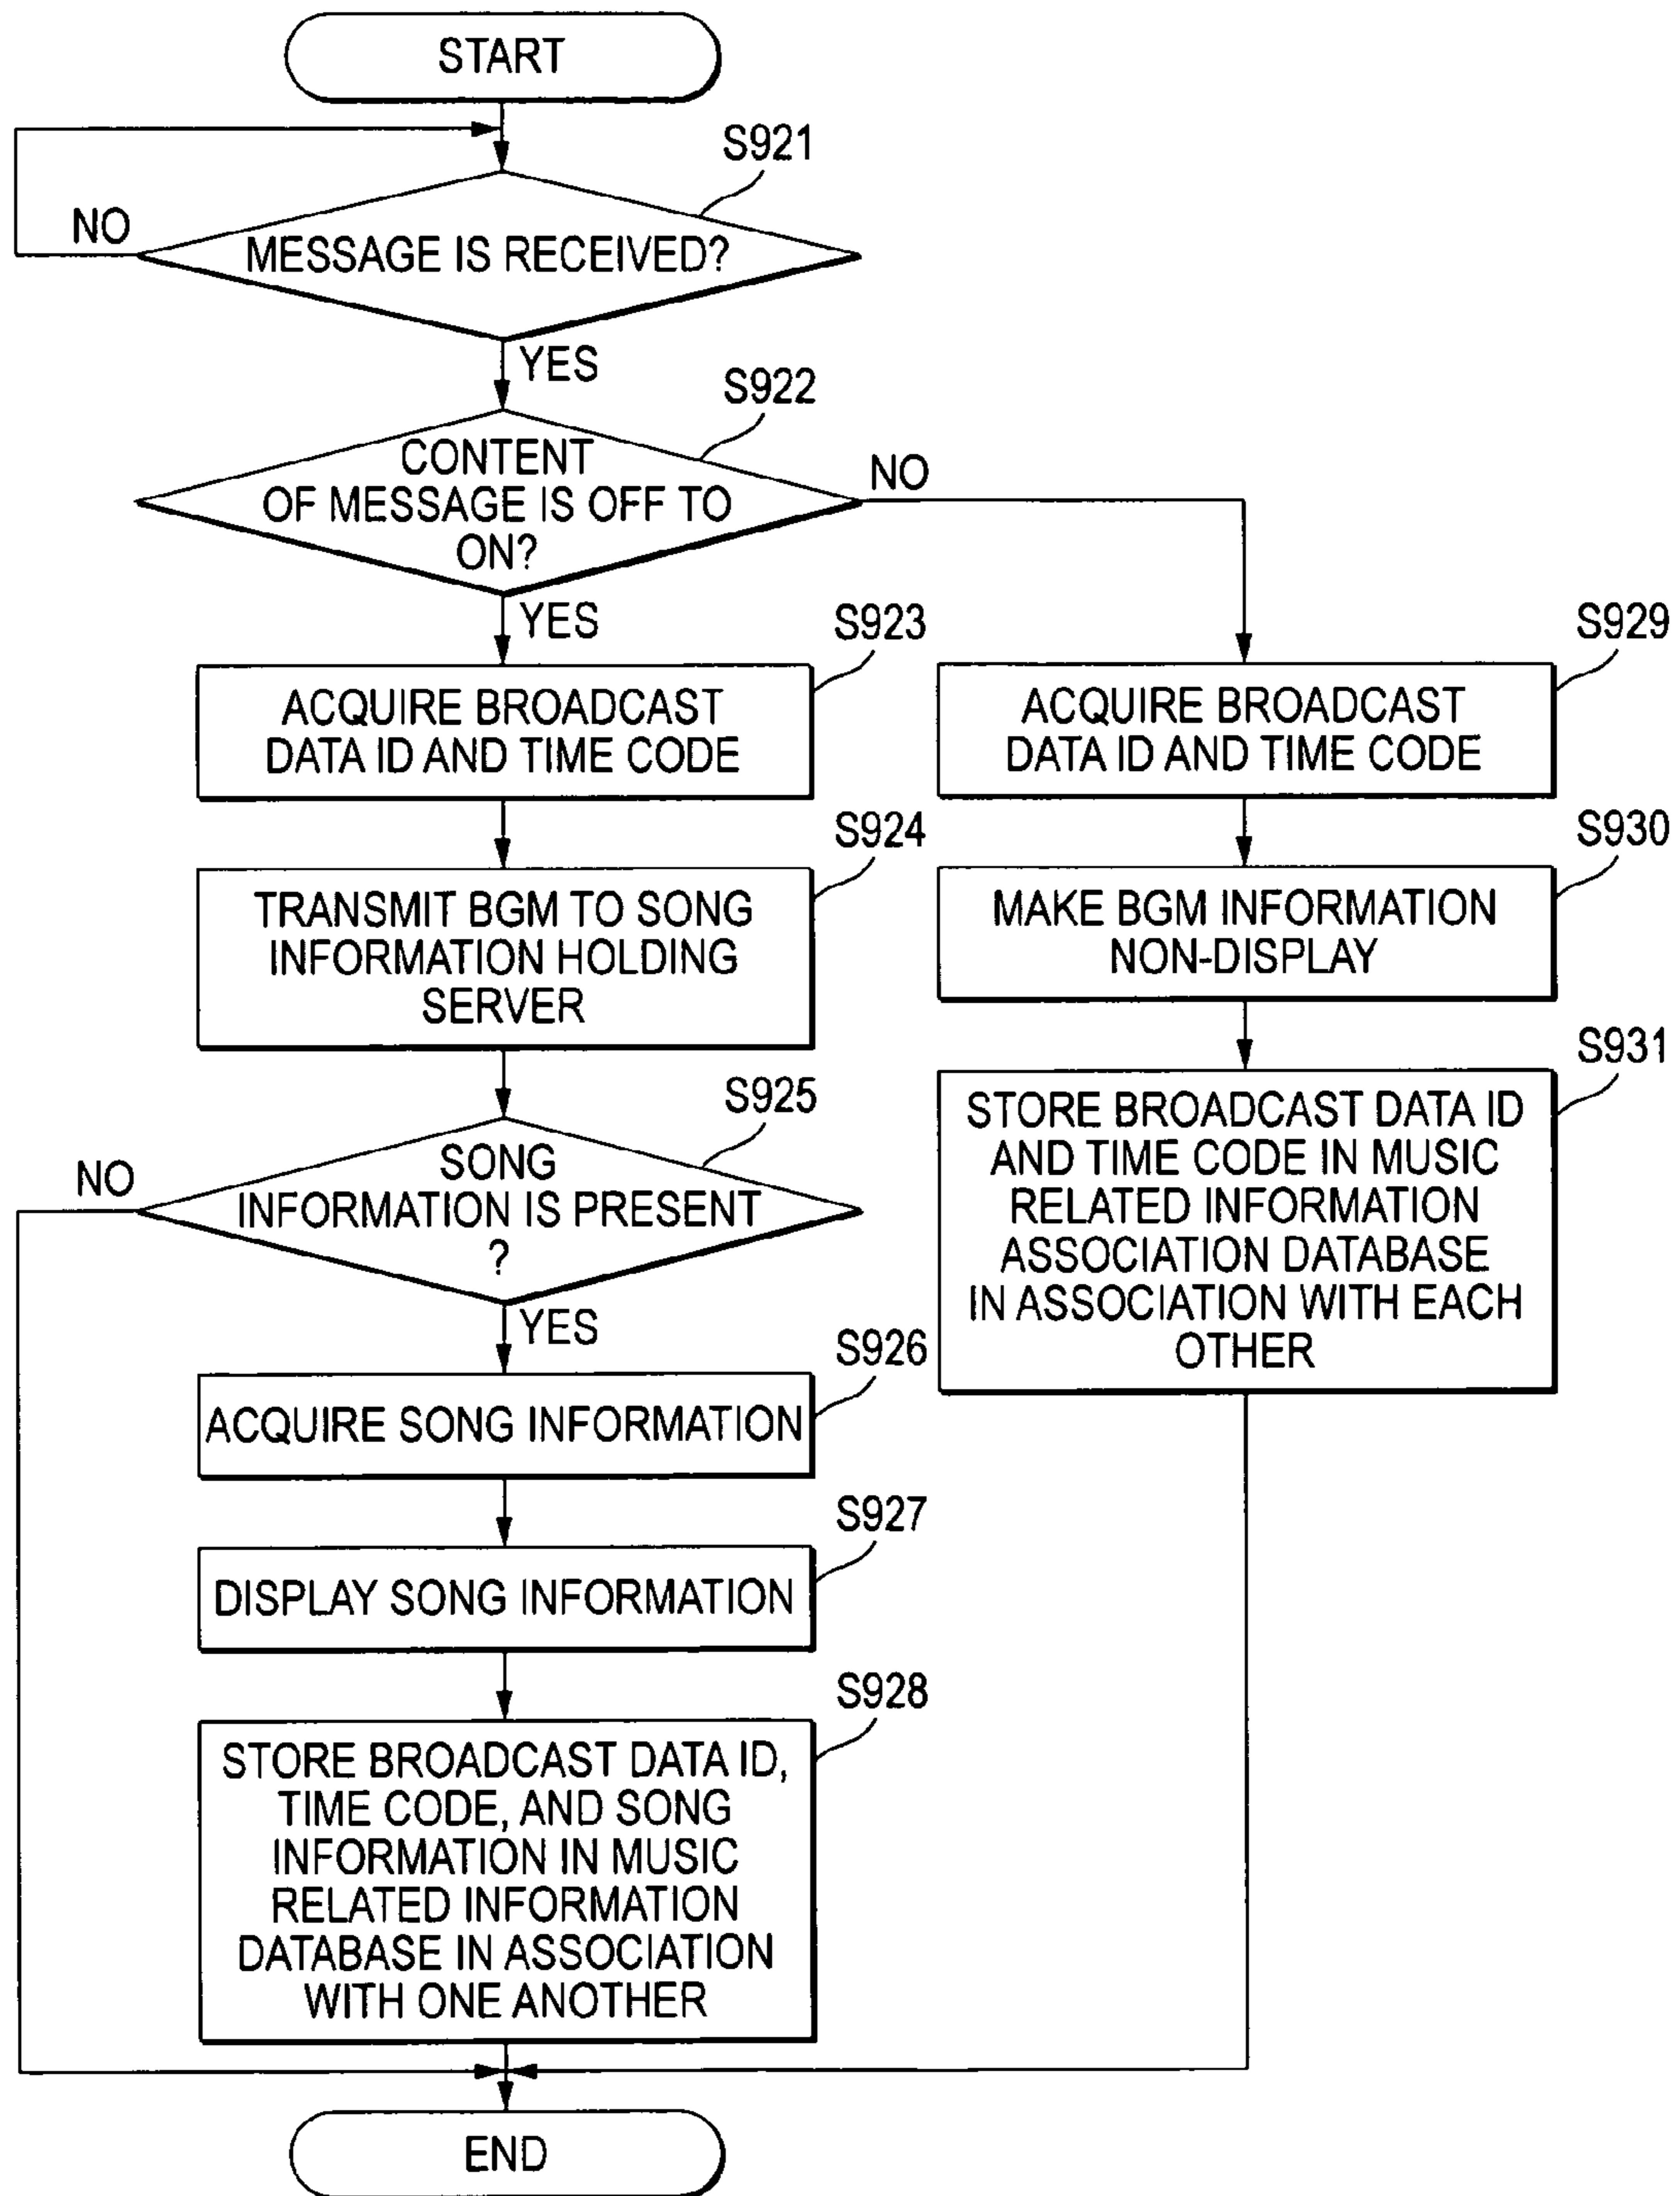 START
S921
NO
MESSAGE IS RECEIVED?
YES
S922
CONTENT
OF MESSAGE IS OFF TO
ON?
NO
YES
S923
ACQUIRE BROADCAST
DATA ID AND TIME CODE
S924
TRANSMIT BGM TO SONG
INFORMATION HOLDING
SERVER
S925
NO
SONG
INFORMATION IS PRESENT
?
YES
S926
ACQUIRE SONG INFORMATION
S927
DISPLAY SONG INFORMATION
S928
STORE BROADCAST DATA ID,
TIME CODE, AND SONG
INFORMATION IN MUSIC
RELATED INFORMATION
DATABASE IN ASSOCIATION
WITH ONE ANOTHER
S929
ACQUIRE BROADCAST
DATA ID AND TIME CODE
S930
MAKE BGM INFORMATION
NON-DISPLAY
S931
STORE BROADCAST DATA ID
AND TIME CODE IN MUSIC
RELATED INFORMATION
ASSOCIATION DATABASE
IN ASSOCIATION WITH EACH
OTHER
END